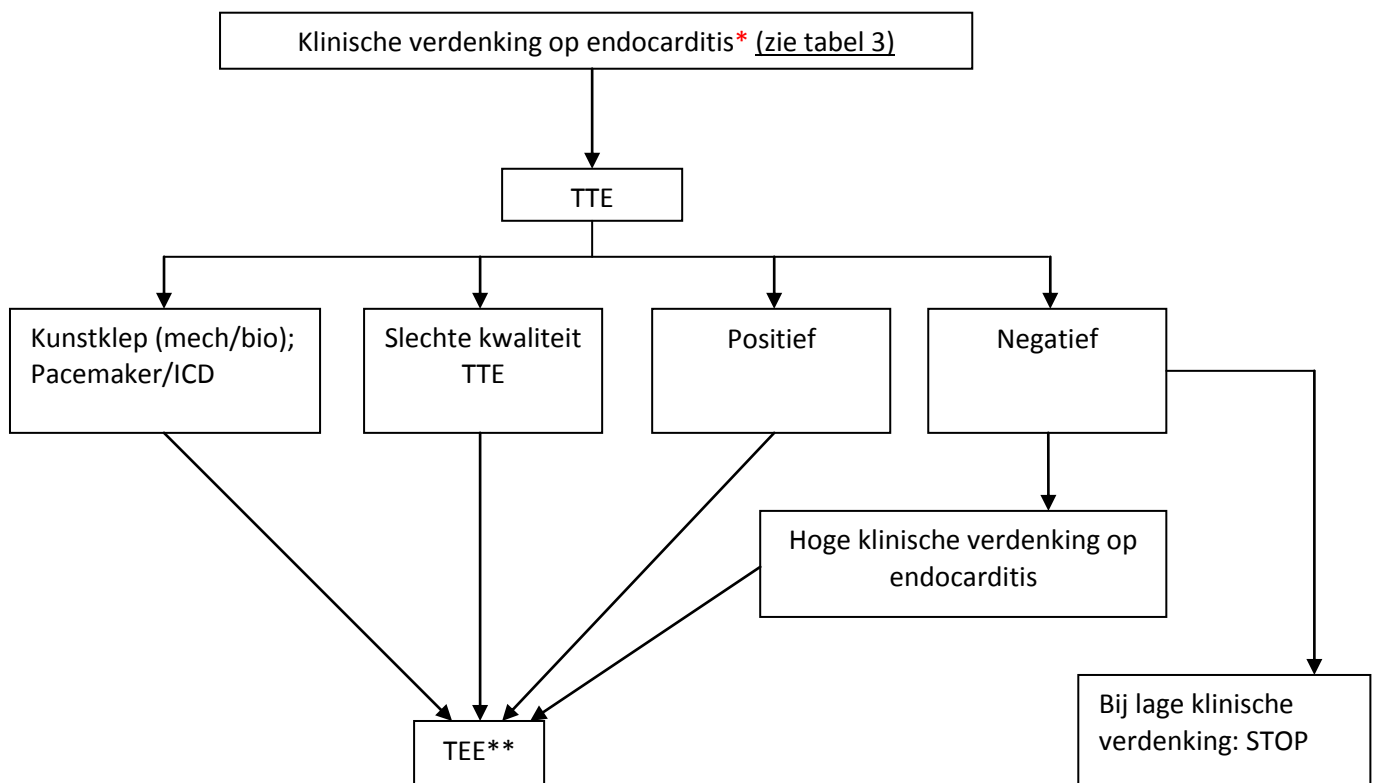 Klinische verdenking op endocarditis* (zie tabel 3)
TTE
Kunstklep (mech/bio);
Pacemaker/ICD
Slechte kwaliteit
TTE
Positief
Negatief
Hoge klinische verdenking op
endocarditis
Bij lage klinische
verdenking: STOP
TEE**